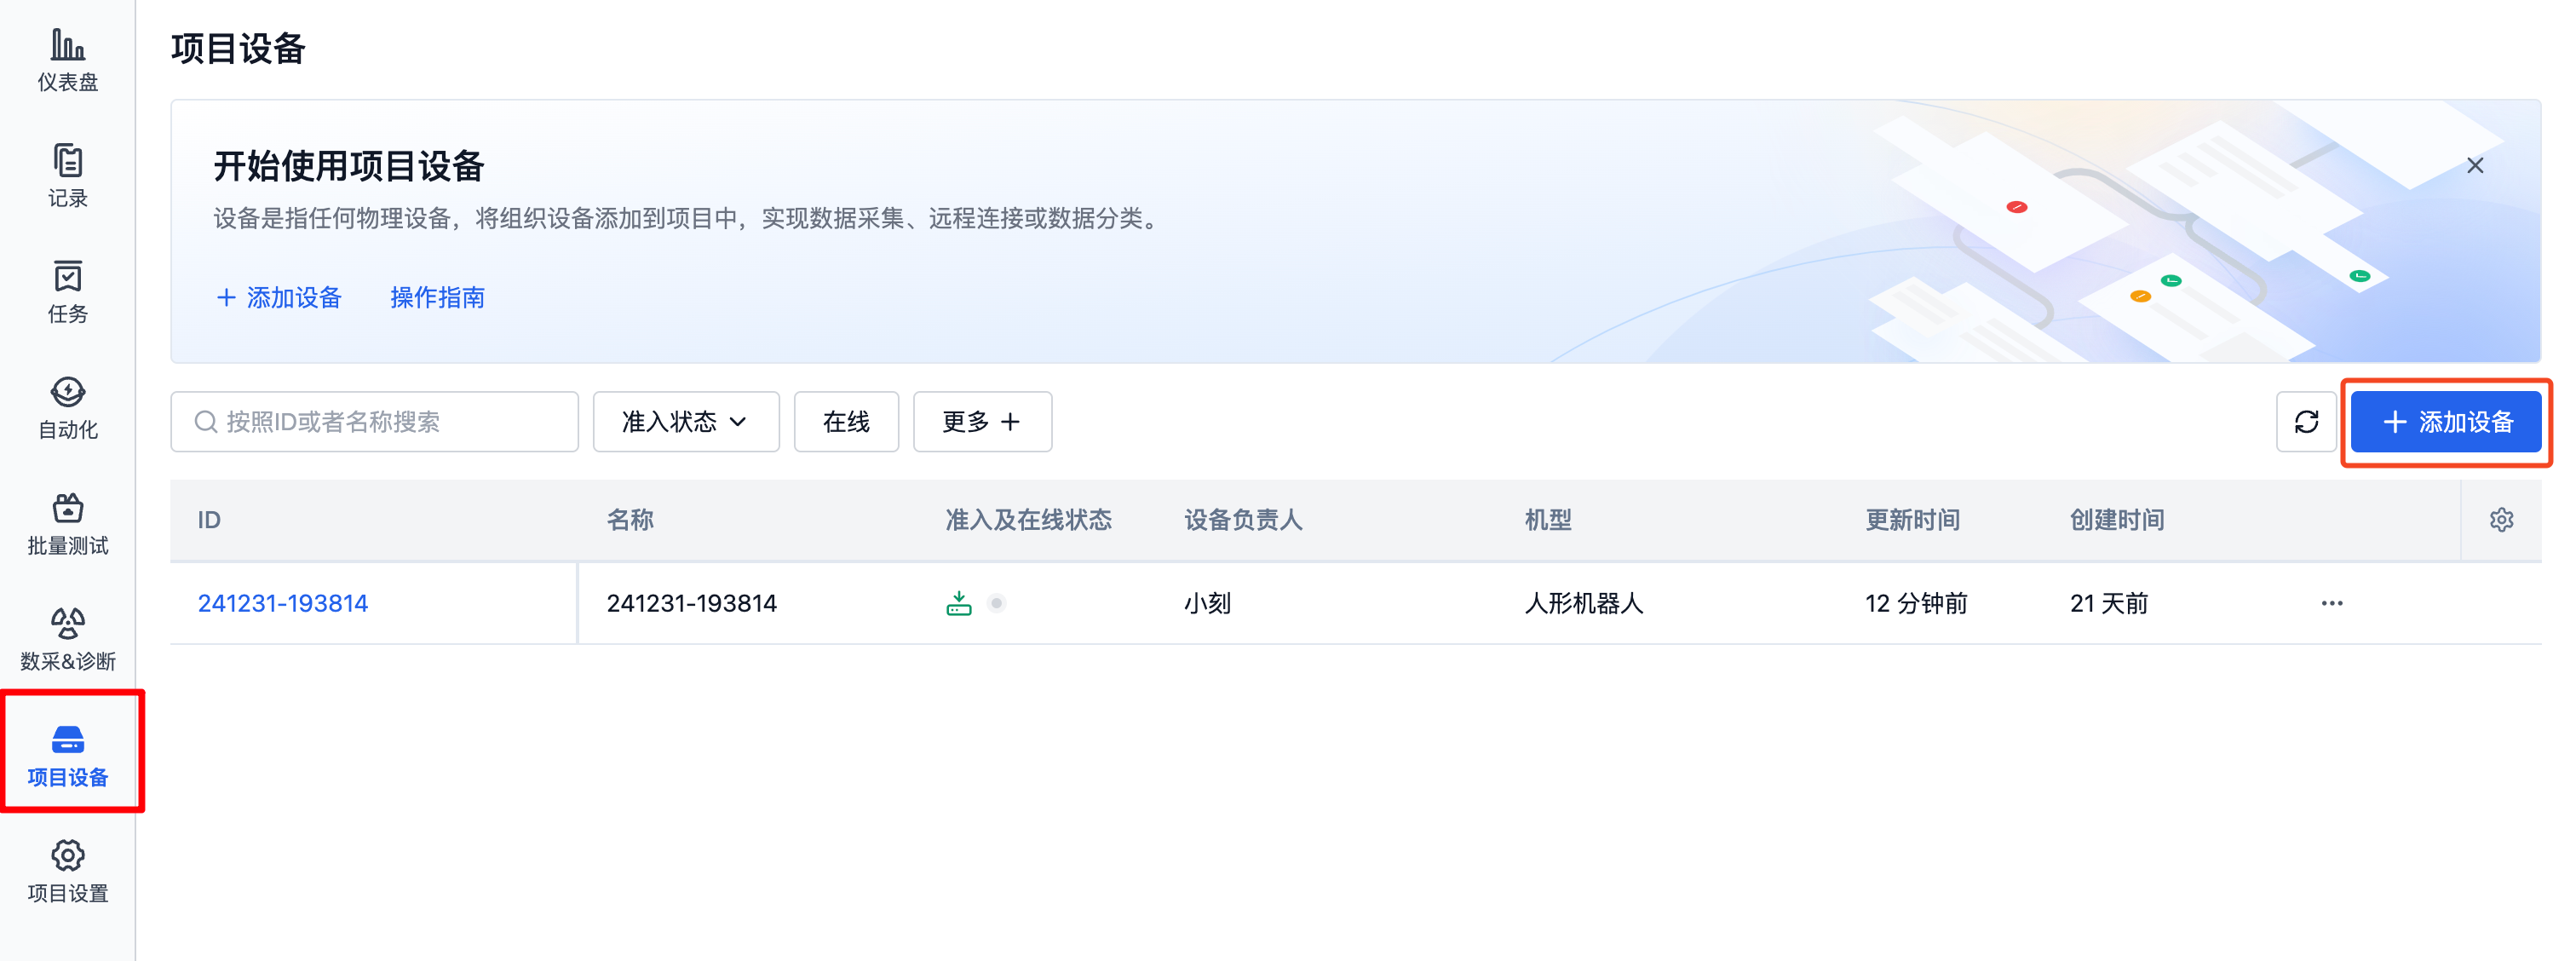 仪表盘
记录
任务
自动化
批量测试
数采&诊断
项目设备
项目设置
项目设备
开始使用项目设备
设备是指任何物理设备，将组织设备添加到项目中，实现数据采集、远程连接或数据分类。
+ 添加设备 操作指南
按照ID或者名称搜索 准入状态 在线 更多 + + 添加设备
ID 名称 准入及在线状态 设备负责人 机型 更新时间 创建时间
241231-193814 241231-193814 小刻 人形机器人 12 分钟前 21 天前 ···